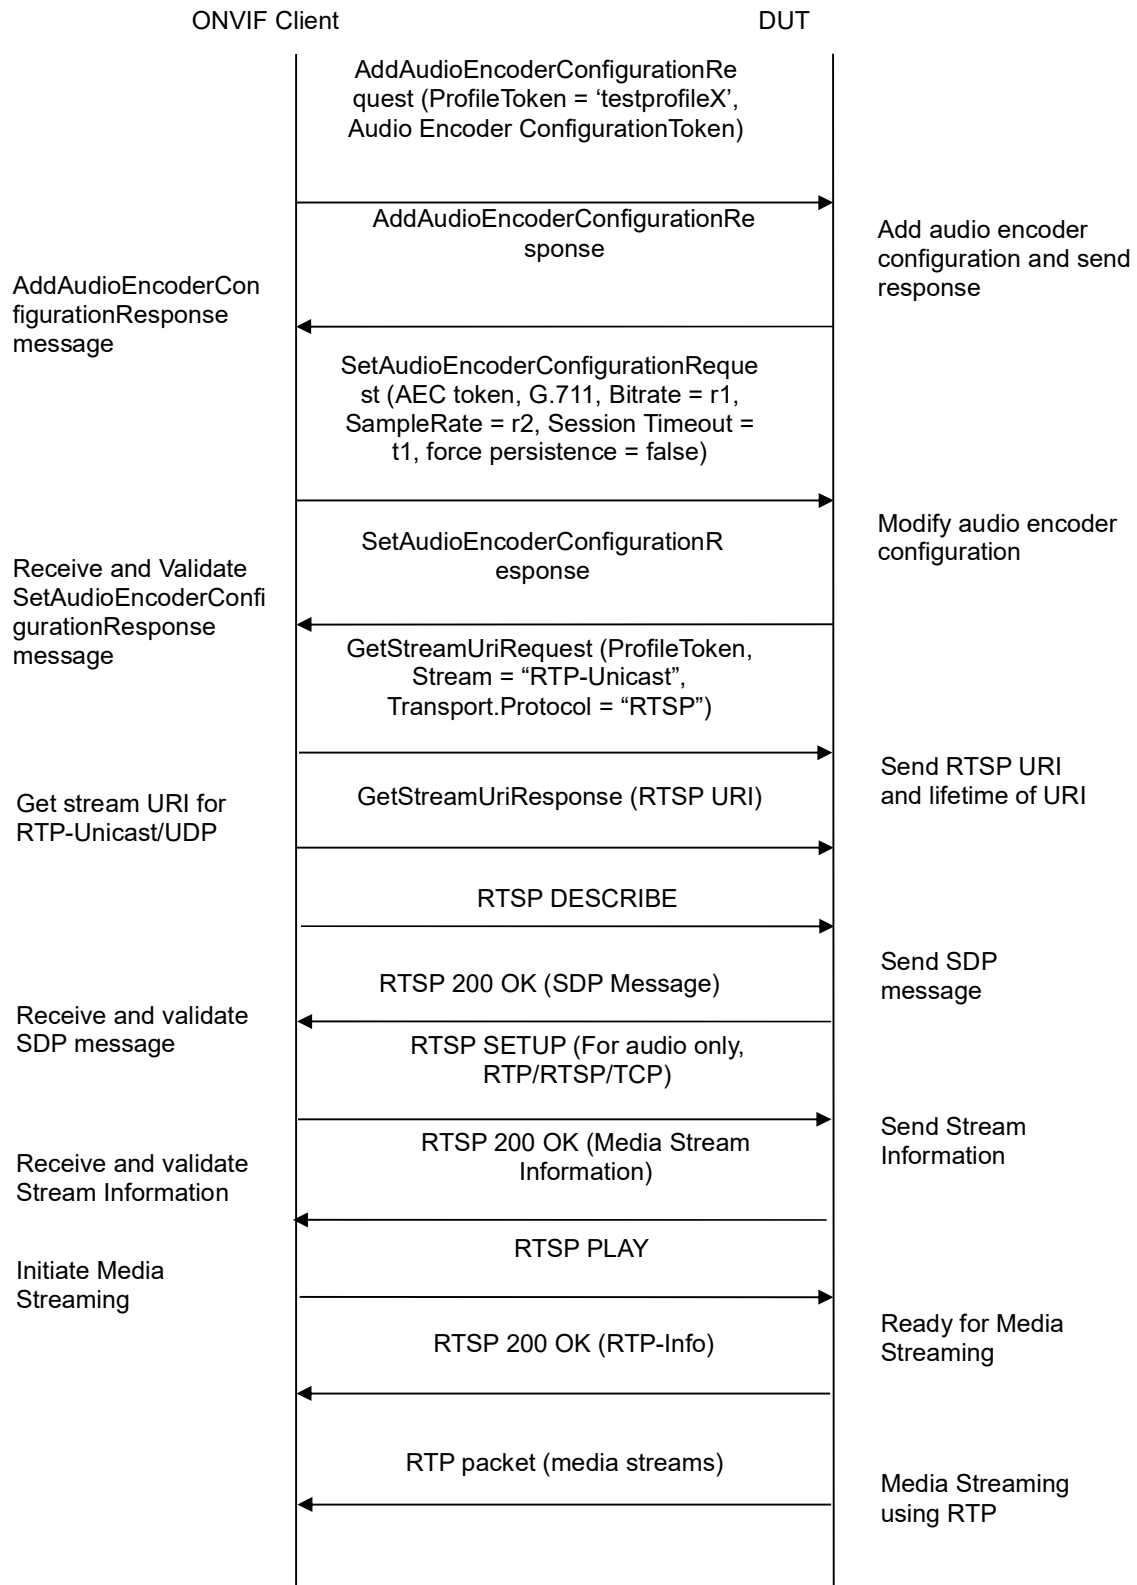 ONVIF Client
DUT
AddAudioEncoderConfigurationRe
quest (ProfileToken = ‘testprofileX’,
Audio Encoder ConfigurationToken)
AddAudioEncoderConfigurationRe
sponse
Add audio encoder
configuration and send
response
AddAudioEncoderCon
figurationResponse
message
SetAudioEncoderConfigurationReque
st (AEC token, G.711, Bitrate = r1,
SampleRate = r2, Session Timeout =
t1, force persistence = false)
Modify audio encoder
configuration
SetAudioEncoderConfigurationR
esponse
Receive and Validate
SetAudioEncoderConfi
gurationResponse
message
GetStreamUriRequest (ProfileToken,
Stream = “RTP-Unicast”,
Transport.Protocol = “RTSP”)
Send RTSP URI
and lifetime of URI
GetStreamUriResponse (RTSP URI)
Get stream URI for
RTP-Unicast/UDP
RTSP DESCRIBE
Send SDP
message
RTSP 200 OK (SDP Message)
Receive and validate
SDP message
RTSP SETUP (For audio only,
RTP/RTSP/TCP)
Send Stream
Information
RTSP 200 OK (Media Stream
Information)
Receive and validate
Stream Information
RTSP PLAY
Initiate Media
Streaming
Ready for Media
Streaming
RTSP 200 OK (RTP-Info)
RTP packet (media streams)
Media Streaming
using RTP